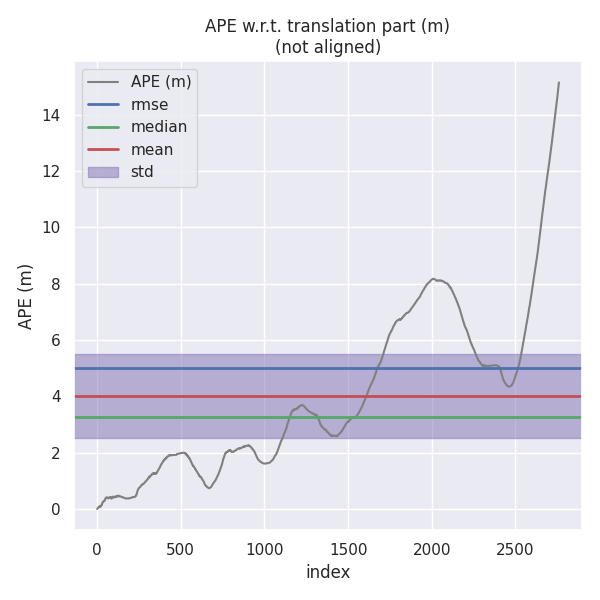 APE w.r.t. translation part (m)
(not aligned)
APE (m)
rmse
median
mean
std
APE (m)
14
12
10
8
6
4
2
0
0 500 1000 1500 2000 2500
index